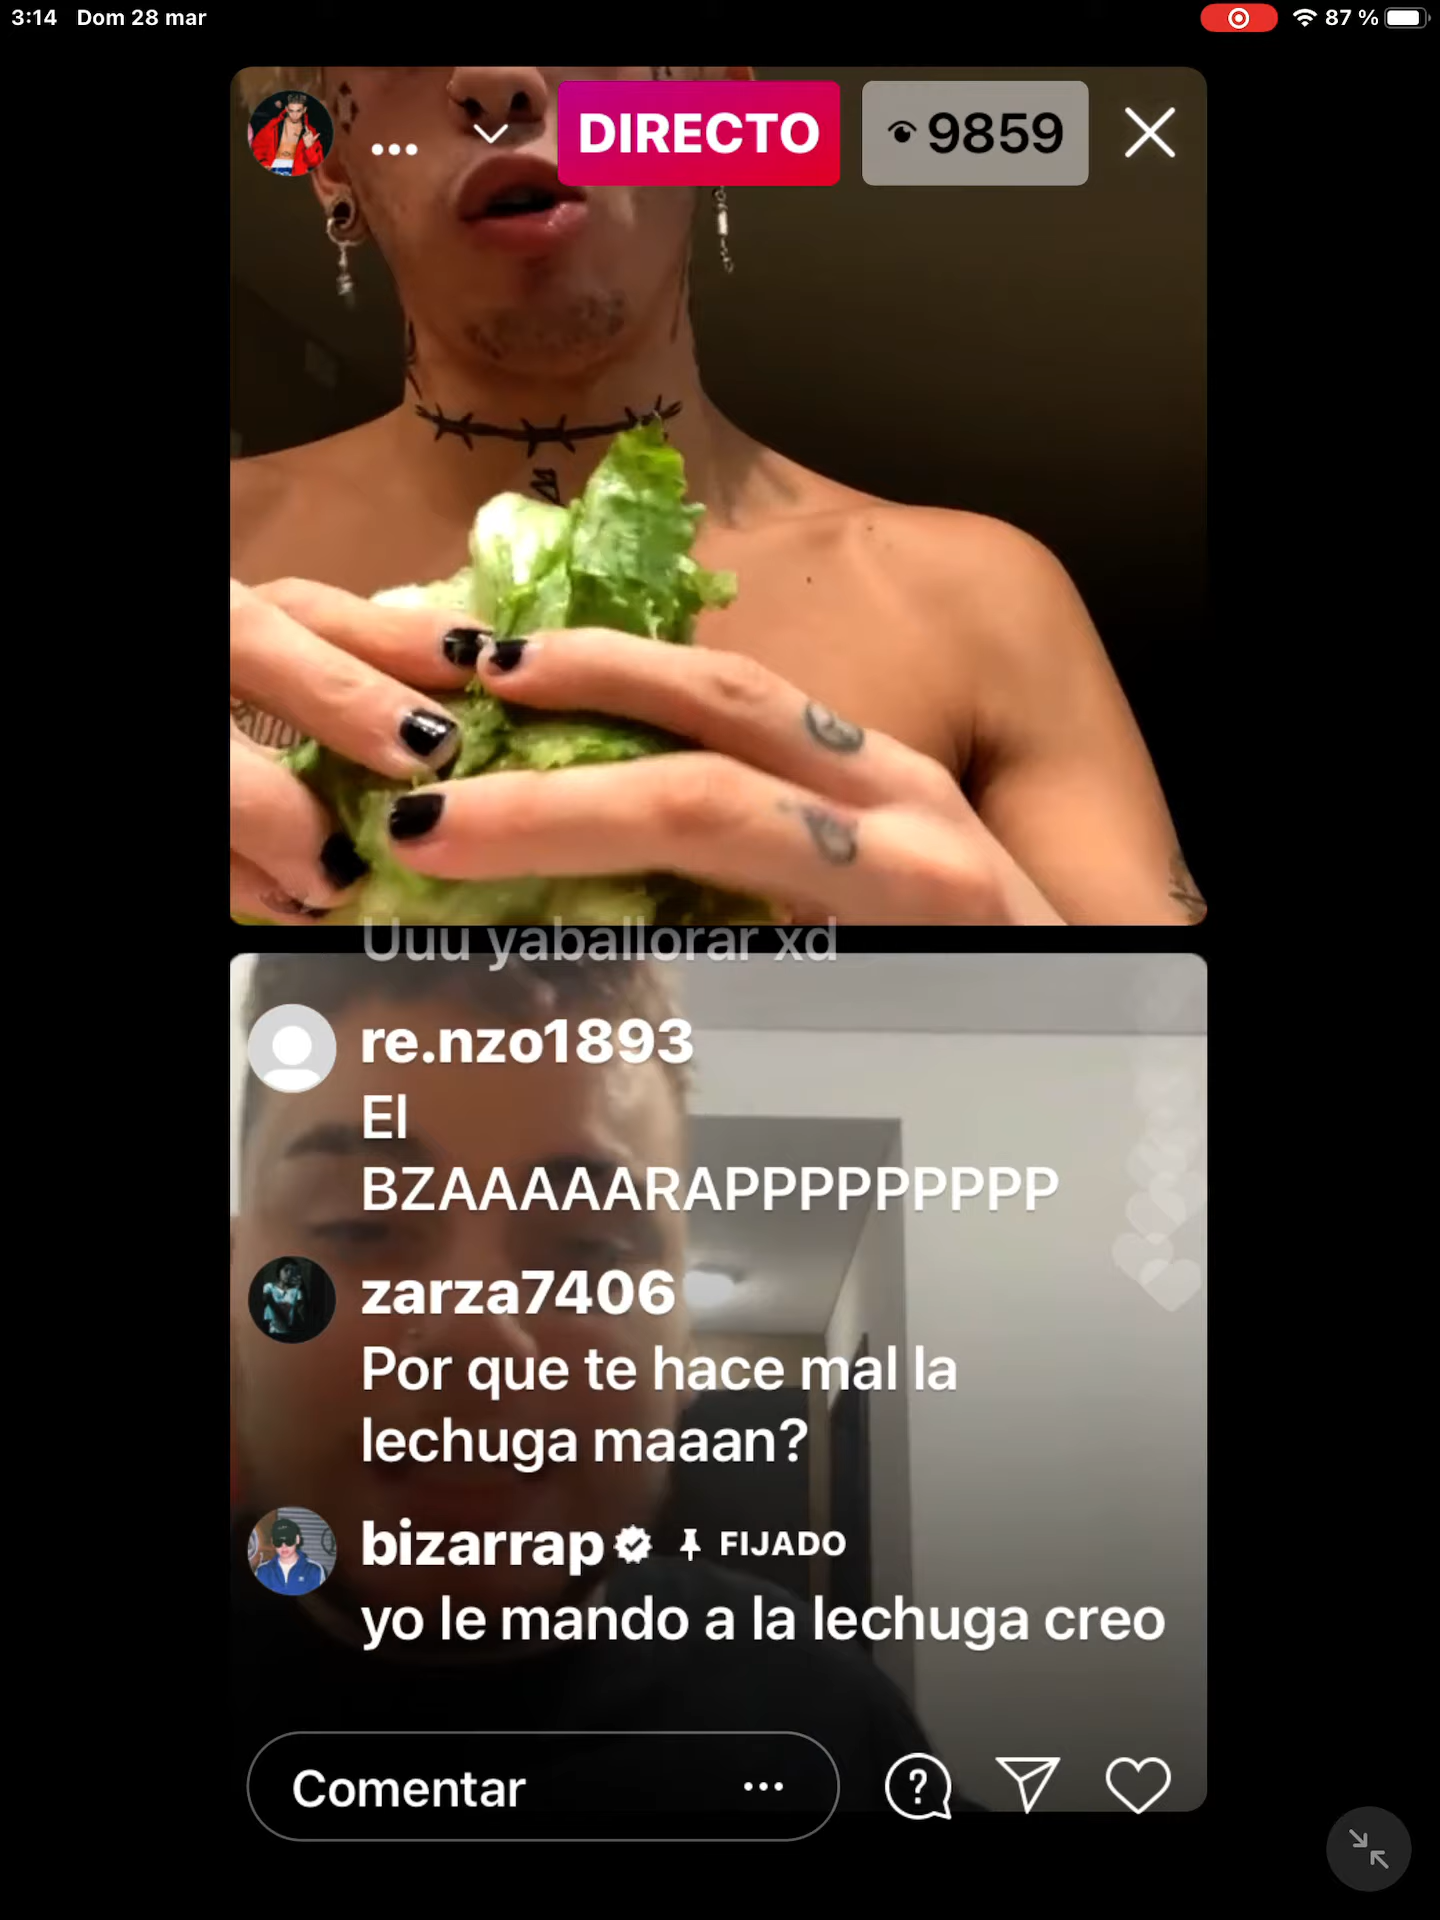 3:14 Dom 28 mar 87 %
... DIRECTO 9859
Uuu yaballorar xd
re.nzo1893
El
BZAAAAARAPPPPPPPPP
zarza7406
Por que te hace mal la
lechuga maaan?
bizarrap FIJADO
yo le mando a la lechuga creo
Comentar ... ?